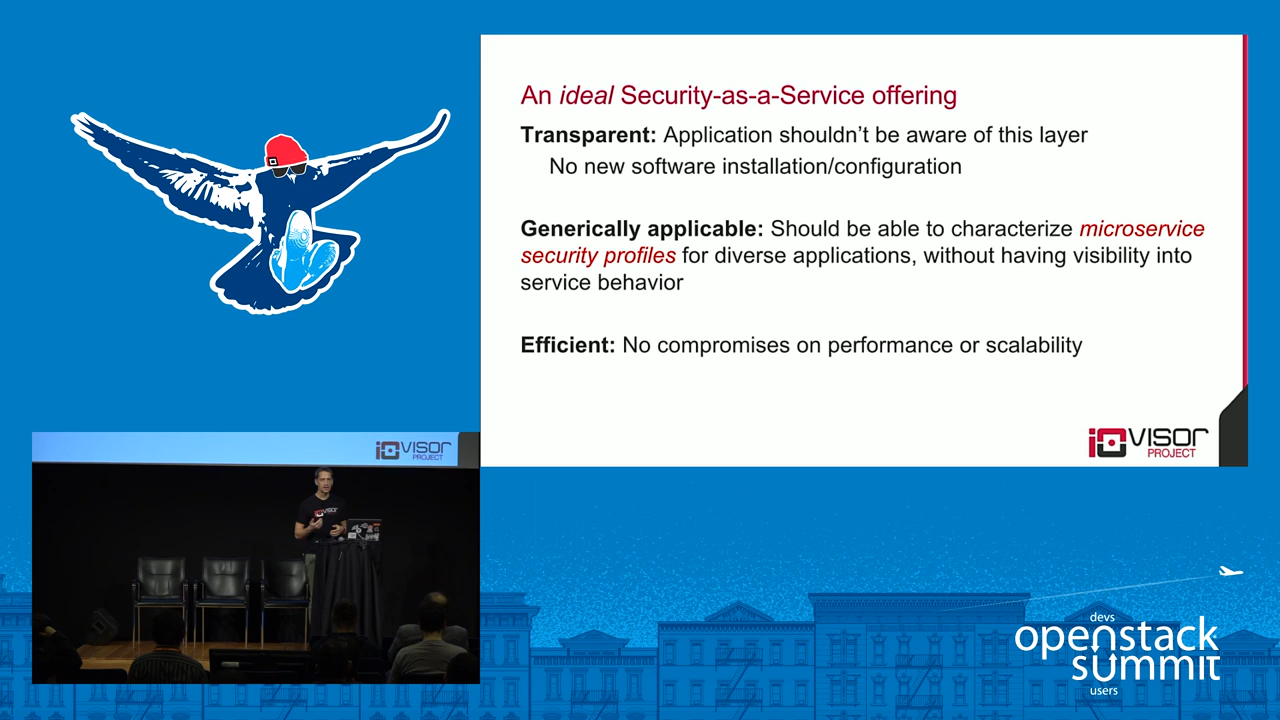 An ideal Security-as-a-Service offering
Transparent: Application shouldn't be aware of this layer
No new software installation/configuration
Generically applicable: Should be able to characterize microservice
security profiles for diverse applications, without having visibility into
service behavior
Efficient: No compromises on performance or scalability
iOVISOR
PROJECT
iOVISOR
PROJECT
iOVISOR
devs
openstack
summit
users